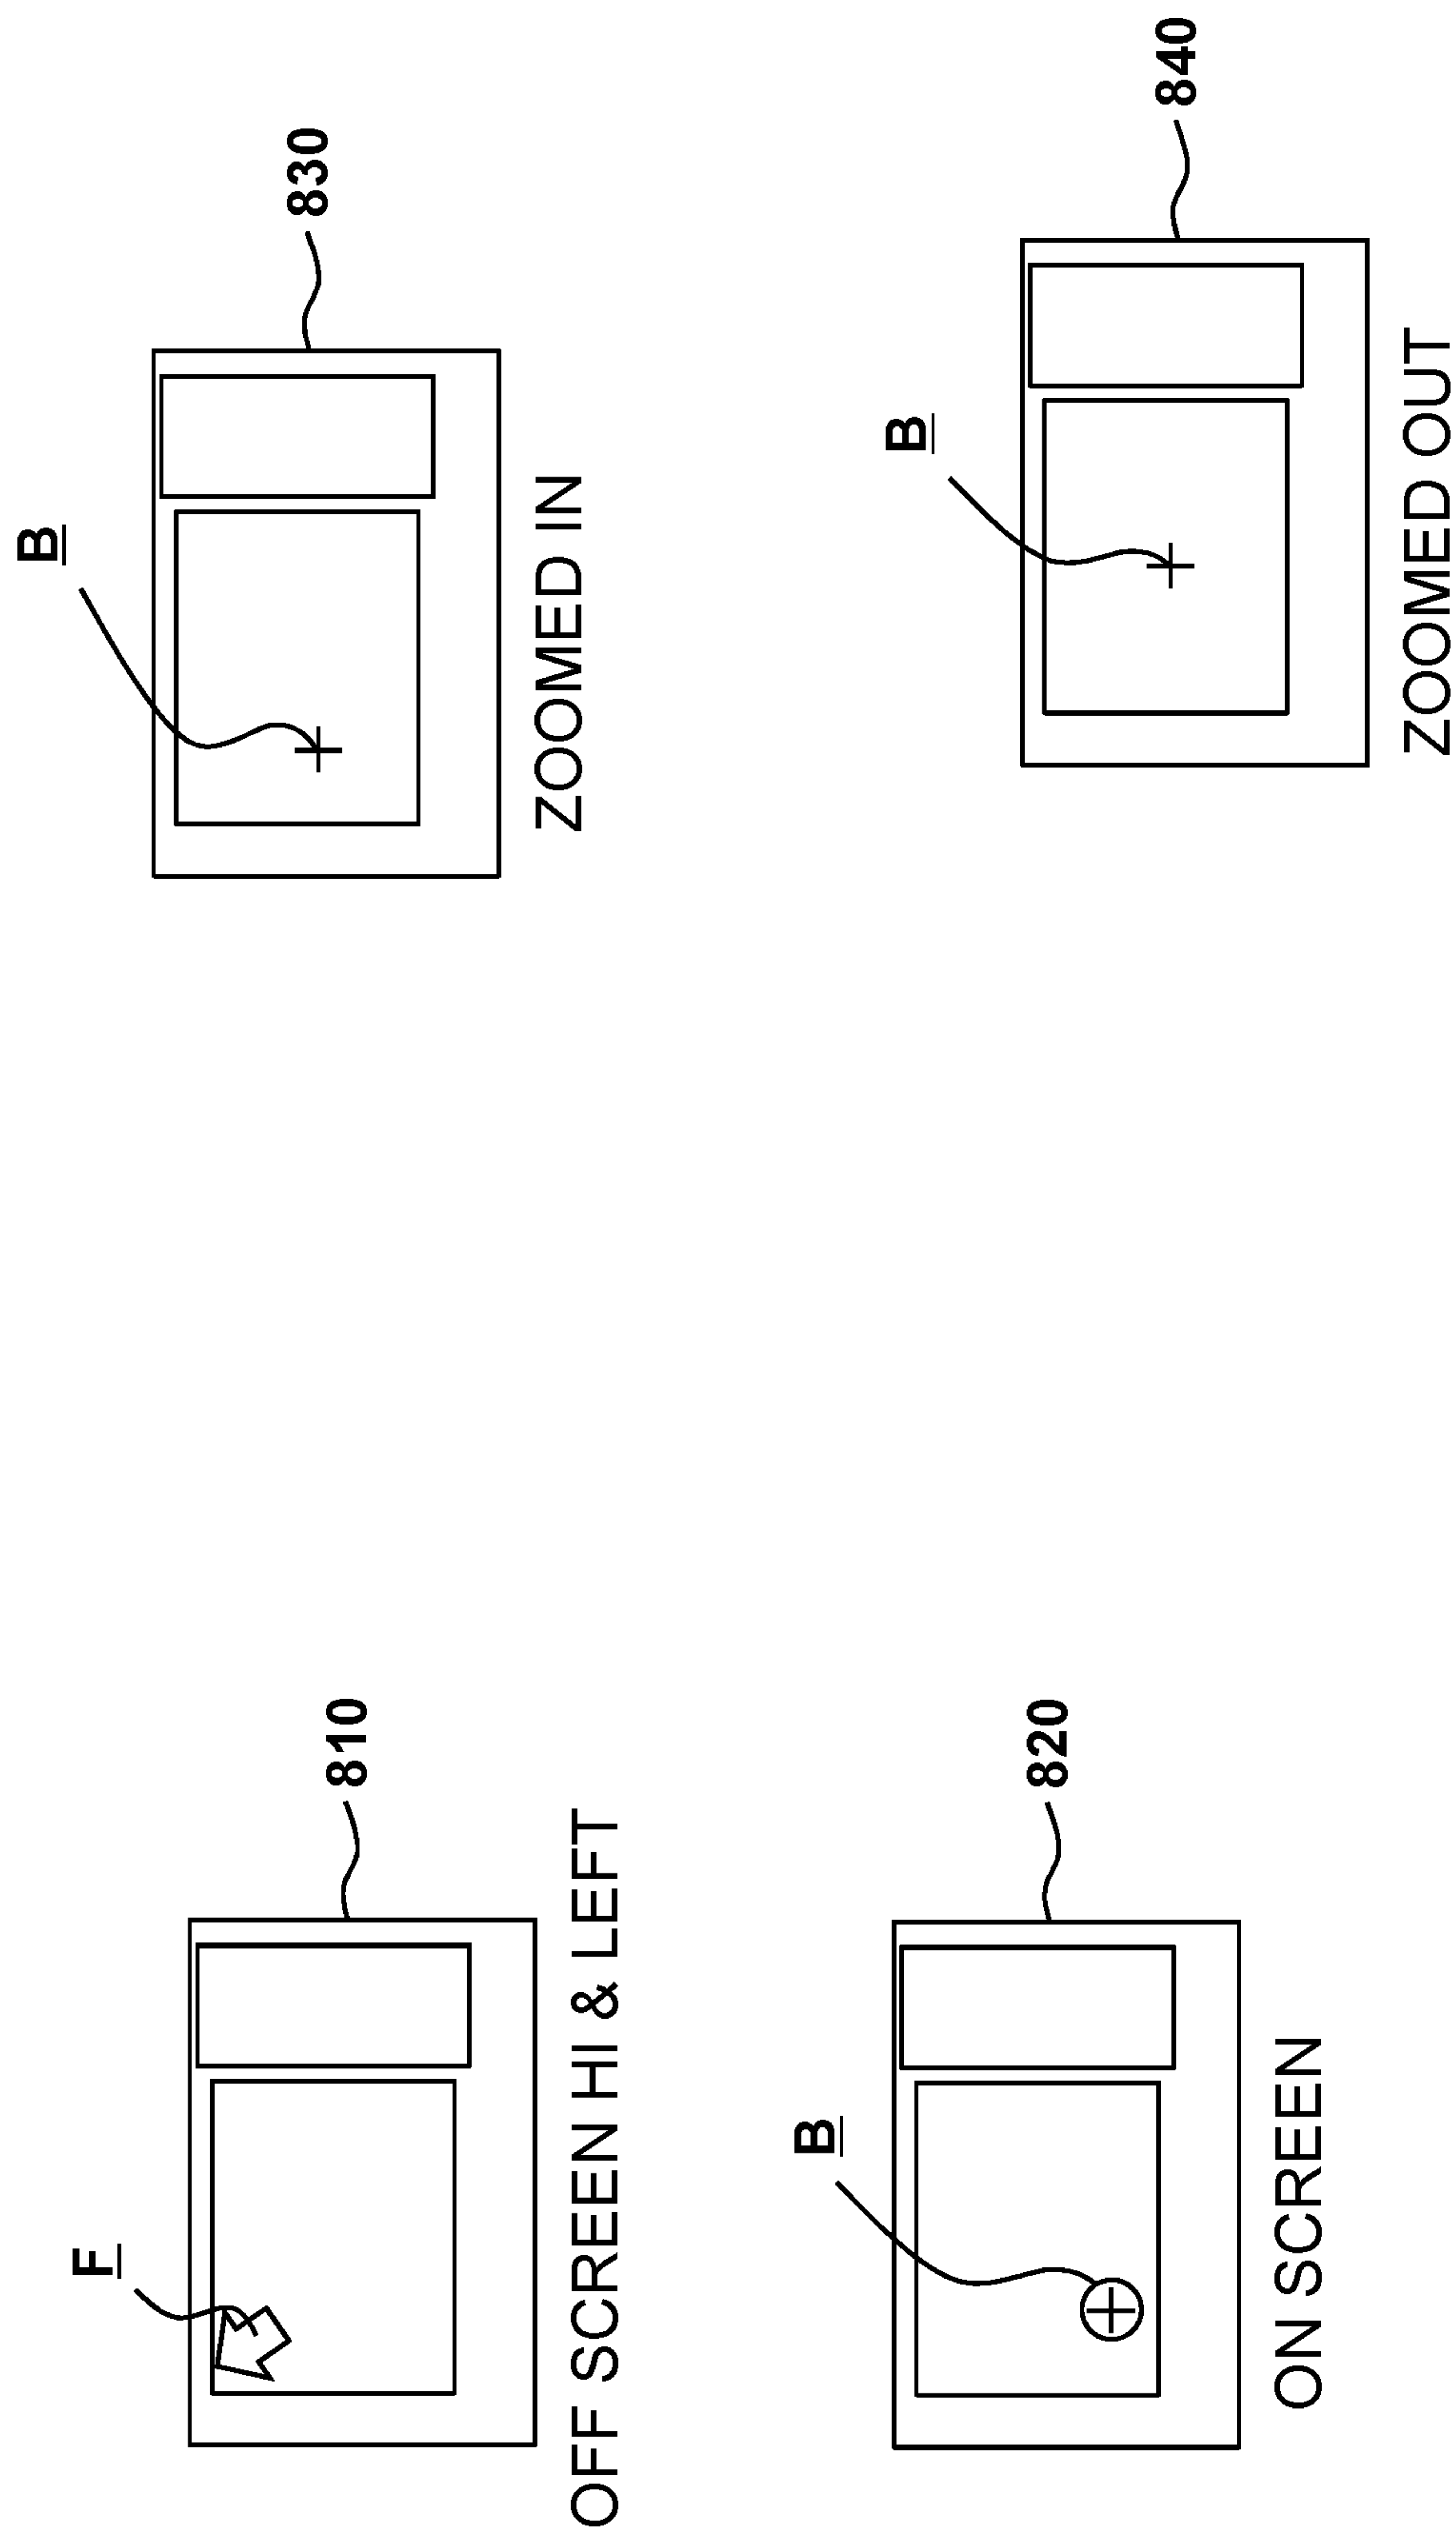 F
810
OFF SCREEN HI & LEFT
B
830
ZOOMED IN
B
820
ON SCREEN
B
840
ZOOMED OUT